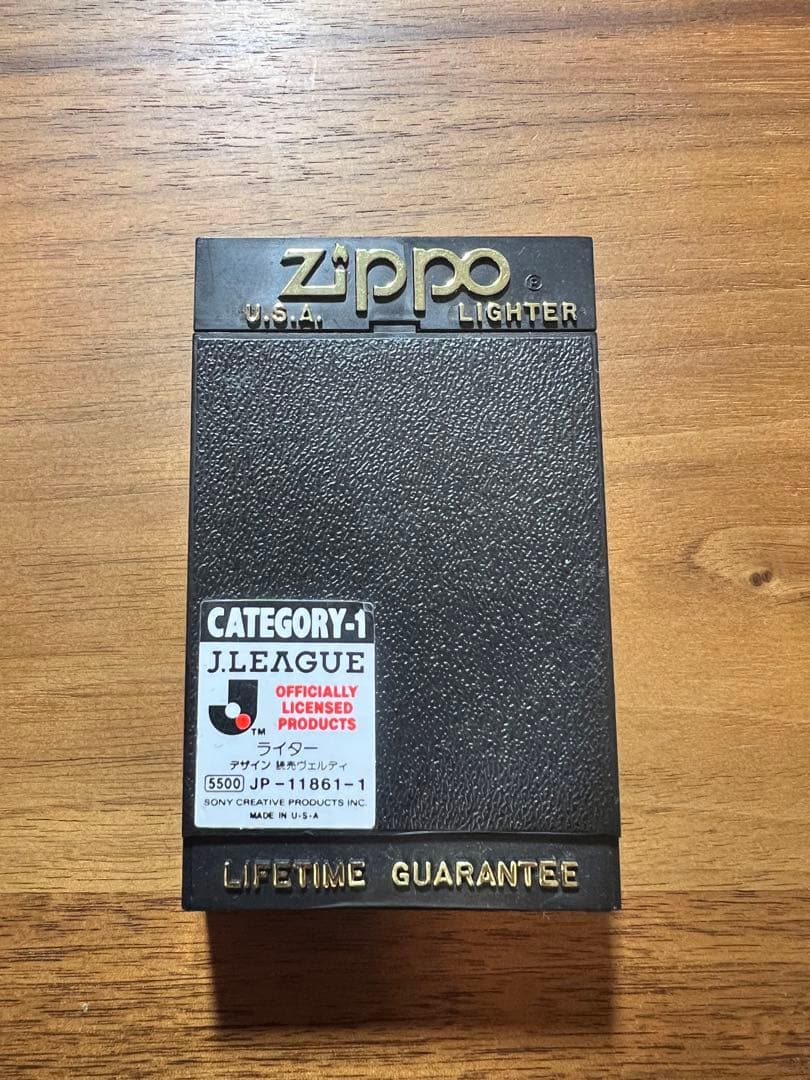 zippo ®
U.S.A. LIGHTER
CATEGORY-1
J.LEAGUE
OFFICIALLY
LICENSED
PRODUCTS
J TM
ライター
デザイン 読売ヴェルディ
5500 JP-11861-1
SONY CREATIVE PRODUCTS INC.
MADE IN U・S・A
LIFETIME GUARANTEE